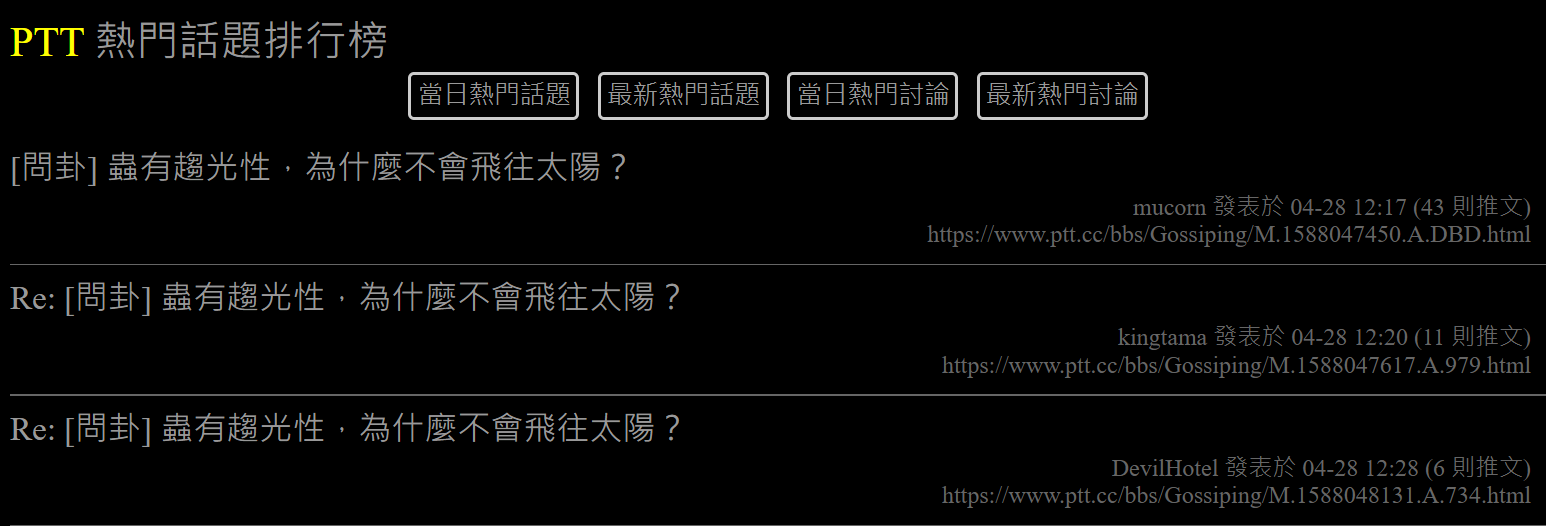 PTT 熱門話題排行榜
當日熱門話題 最新熱門話題 當日熱門討論 最新熱門討論
[問卦] 蟲有趨光性，為什麼不會飛往太陽？
mucorn 發表於 04-28 12:17 (43 則推文)
https://www.ptt.cc/bbs/Gossiping/M.1588047450.A.DBD.html
Re: [問卦] 蟲有趨光性，為什麼不會飛往太陽？
kingtama 發表於 04-28 12:20 (11 則推文)
https://www.ptt.cc/bbs/Gossiping/M.1588047617.A.979.html
Re: [問卦] 蟲有趨光性，為什麼不會飛往太陽？
DevilHotel 發表於 04-28 12:28 (6 則推文)
https://www.ptt.cc/bbs/Gossiping/M.1588048131.A.734.html